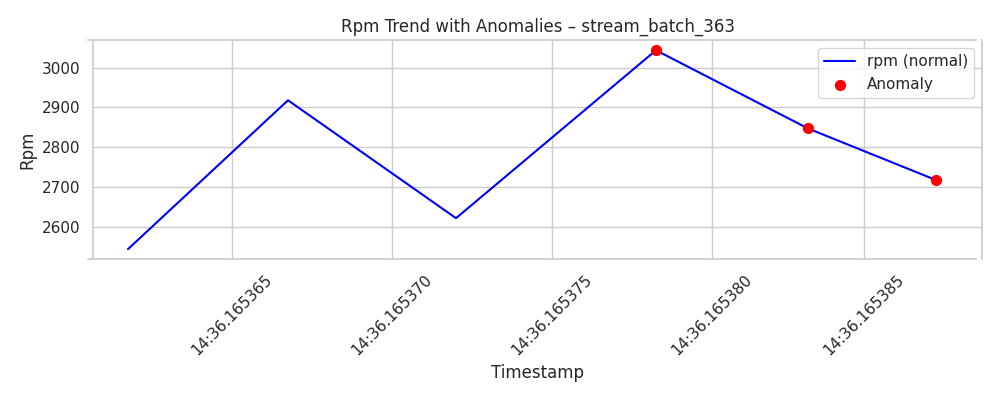 Rpm Trend with Anomalies – stream_batch_363
rpm (normal)
Anomaly
Rpm
3000
2900
2800
2700
2600
14:36.165365
14:36.165370
14:36.165375
14:36.165380
14:36.165385
Timestamp